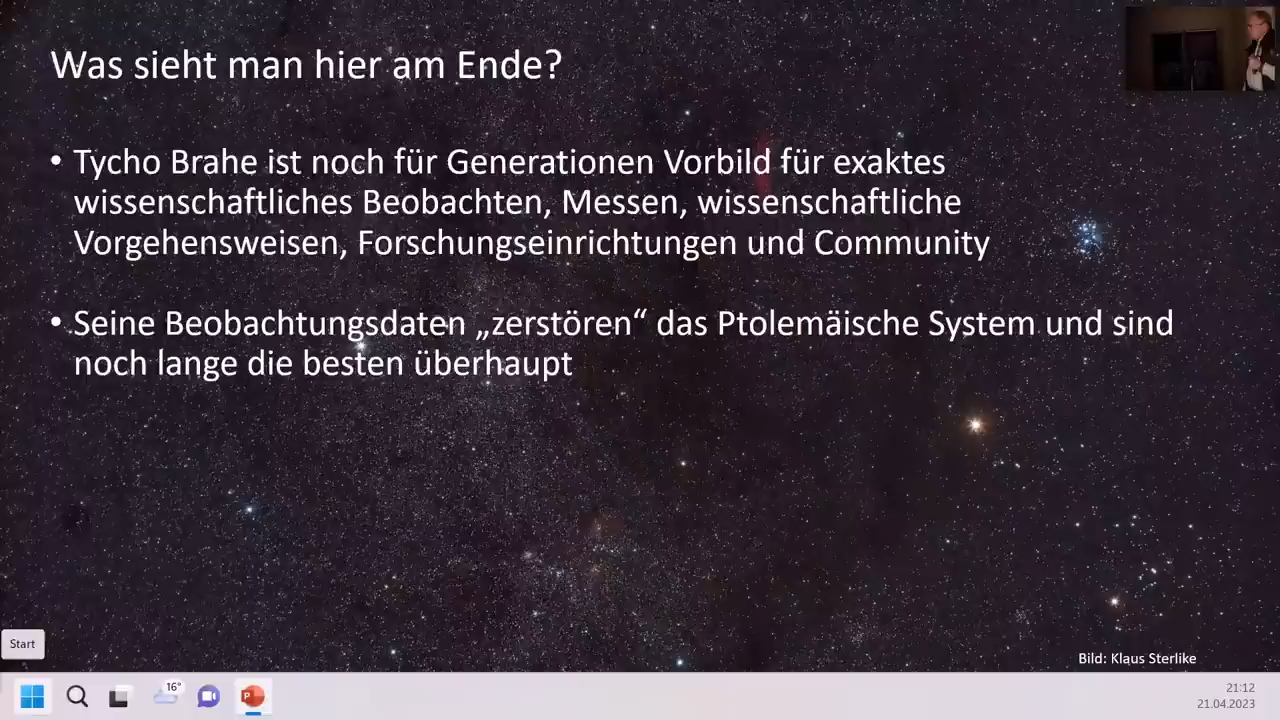 Was sieht man hier am Ende?
• Tycho Brahe ist noch für Generationen Vorbild für exaktes
wissenschaftliches Beobachten, Messen, wissenschaftliche
Vorgehensweisen, Forschungseinrichtungen und Community
• Seine Beobachtungsdaten „zerstören“ das Ptolemäische System und sind
noch lange die besten überhaupt
Start
Bild: Klaus Sterlike
16°
P
21:12
21.04.2023